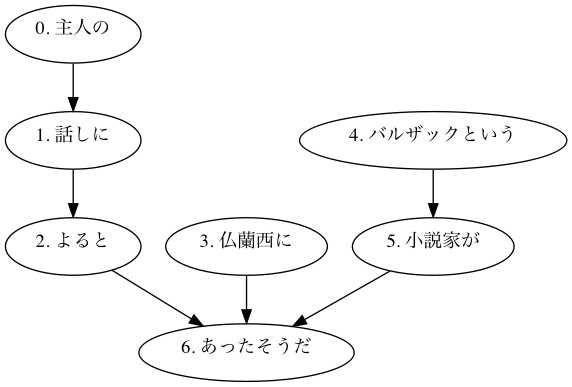 0. 主人の
1. 話しに
4. バルザックという
2. よると
3. 仏蘭西に
5. 小説家が
6. あったそうだ